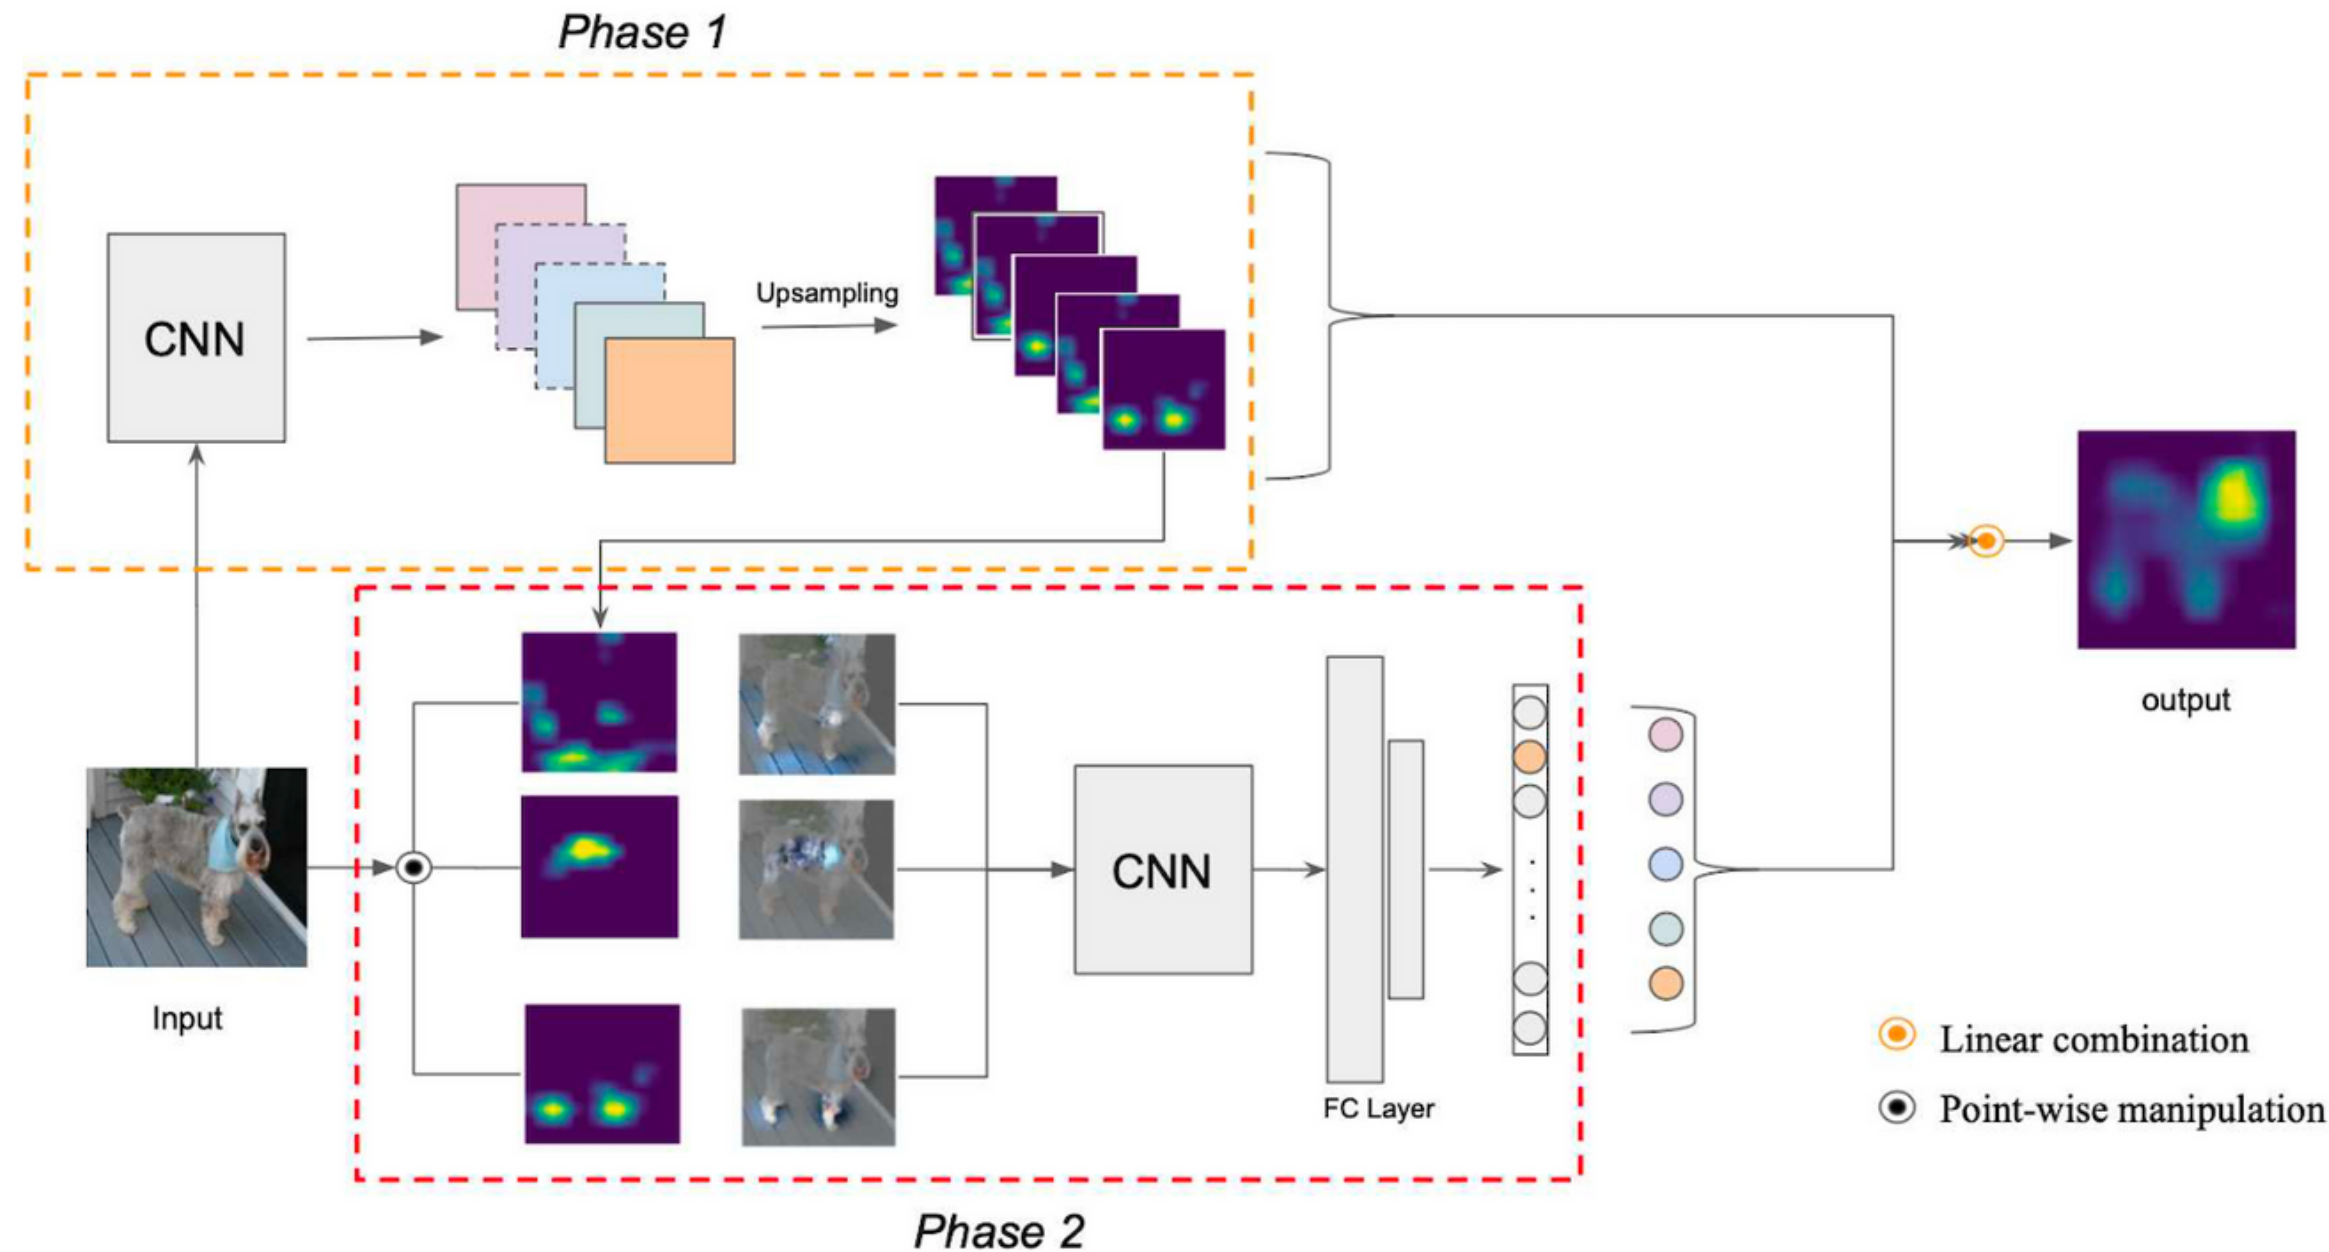 Phase 1
CNN
Upsampling
output
Input
CNN
FC Layer
Linear combination
Point-wise manipulation
Phase 2